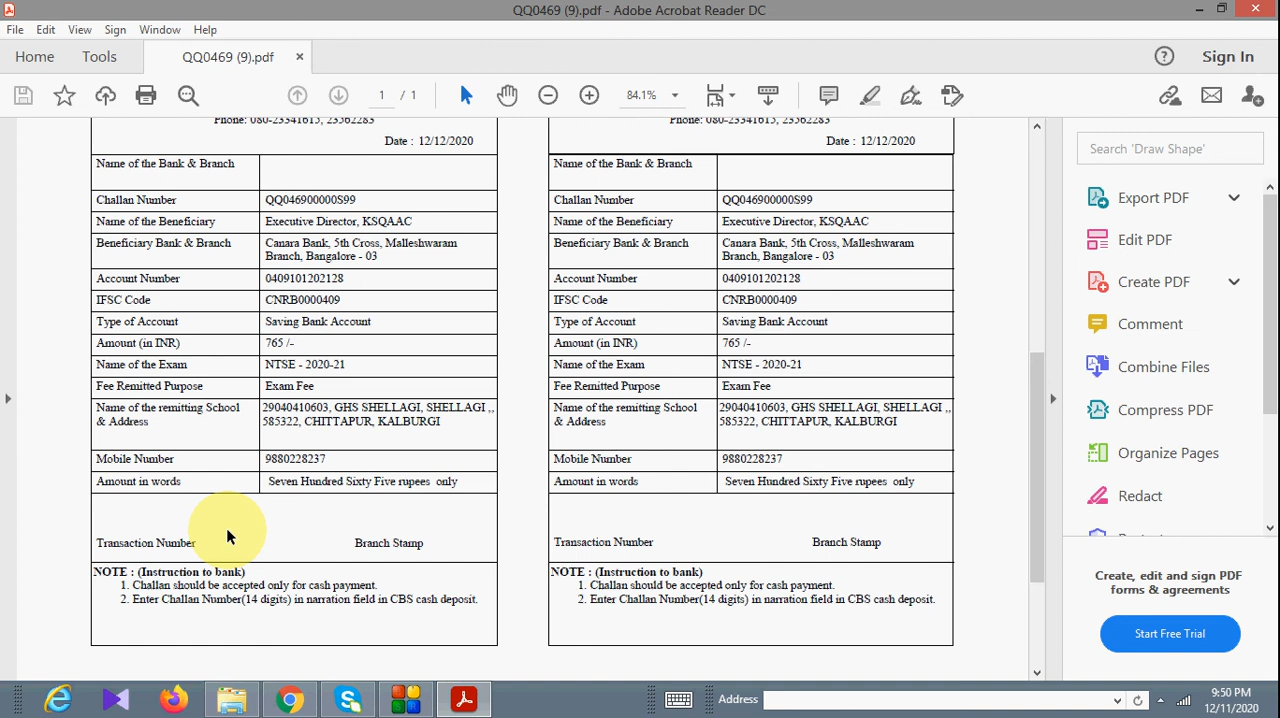 QQ0469 (9).pdf - Adobe Acrobat Reader DC
File Edit View Sign Window Help
Home Tools QQ0469 (9).pdf × Sign In
1 / 1 84.1%
Phone: 080-23341615, 23562283
Date : 12/12/2020
Name of the Bank & Branch
Challan Number QQ046900000S99
Name of the Beneficiary Executive Director, KSQAAC
Beneficiary Bank & Branch Canara Bank, 5th Cross, Malleshwaram
Branch, Bangalore - 03
Account Number 0409101202128
IFSC Code CNRB0000409
Type of Account Saving Bank Account
Amount (in INR) 765 /-
Name of the Exam NTSE - 2020-21
Fee Remitted Purpose Exam Fee
Name of the remitting School 29040410603, GHS SHELLAGI, SHELLAGI ,,
& Address 585322, CHITTAPUR, KALBURGI
Mobile Number 9880228237
Amount in words Seven Hundred Sixty Five rupees only
Transaction Number Branch Stamp
NOTE : (Instruction to bank)
1. Challan should be accepted only for cash payment.
2. Enter Challan Number(14 digits) in narration field in CBS cash deposit.
Phone: 080-23341615, 23562283
Date : 12/12/2020
Name of the Bank & Branch
Challan Number QQ046900000S99
Name of the Beneficiary Executive Director, KSQAAC
Beneficiary Bank & Branch Canara Bank, 5th Cross, Malleshwaram
Branch, Bangalore - 03
Account Number 0409101202128
IFSC Code CNRB0000409
Type of Account Saving Bank Account
Amount (in INR) 765 /-
Name of the Exam NTSE - 2020-21
Fee Remitted Purpose Exam Fee
Name of the remitting School 29040410603, GHS SHELLAGI, SHELLAGI ,,
& Address 585322, CHITTAPUR, KALBURGI
Mobile Number 9880228237
Amount in words Seven Hundred Sixty Five rupees only
Transaction Number Branch Stamp
NOTE : (Instruction to bank)
1. Challan should be accepted only for cash payment.
2. Enter Challan Number(14 digits) in narration field in CBS cash deposit.
Search 'Draw Shape'
Export PDF
Edit PDF
Create PDF
Comment
Combine Files
Compress PDF
Organize Pages
Redact
Create, edit and sign PDF
forms & agreements
Start Free Trial
Address
9:50 PM
12/11/2020